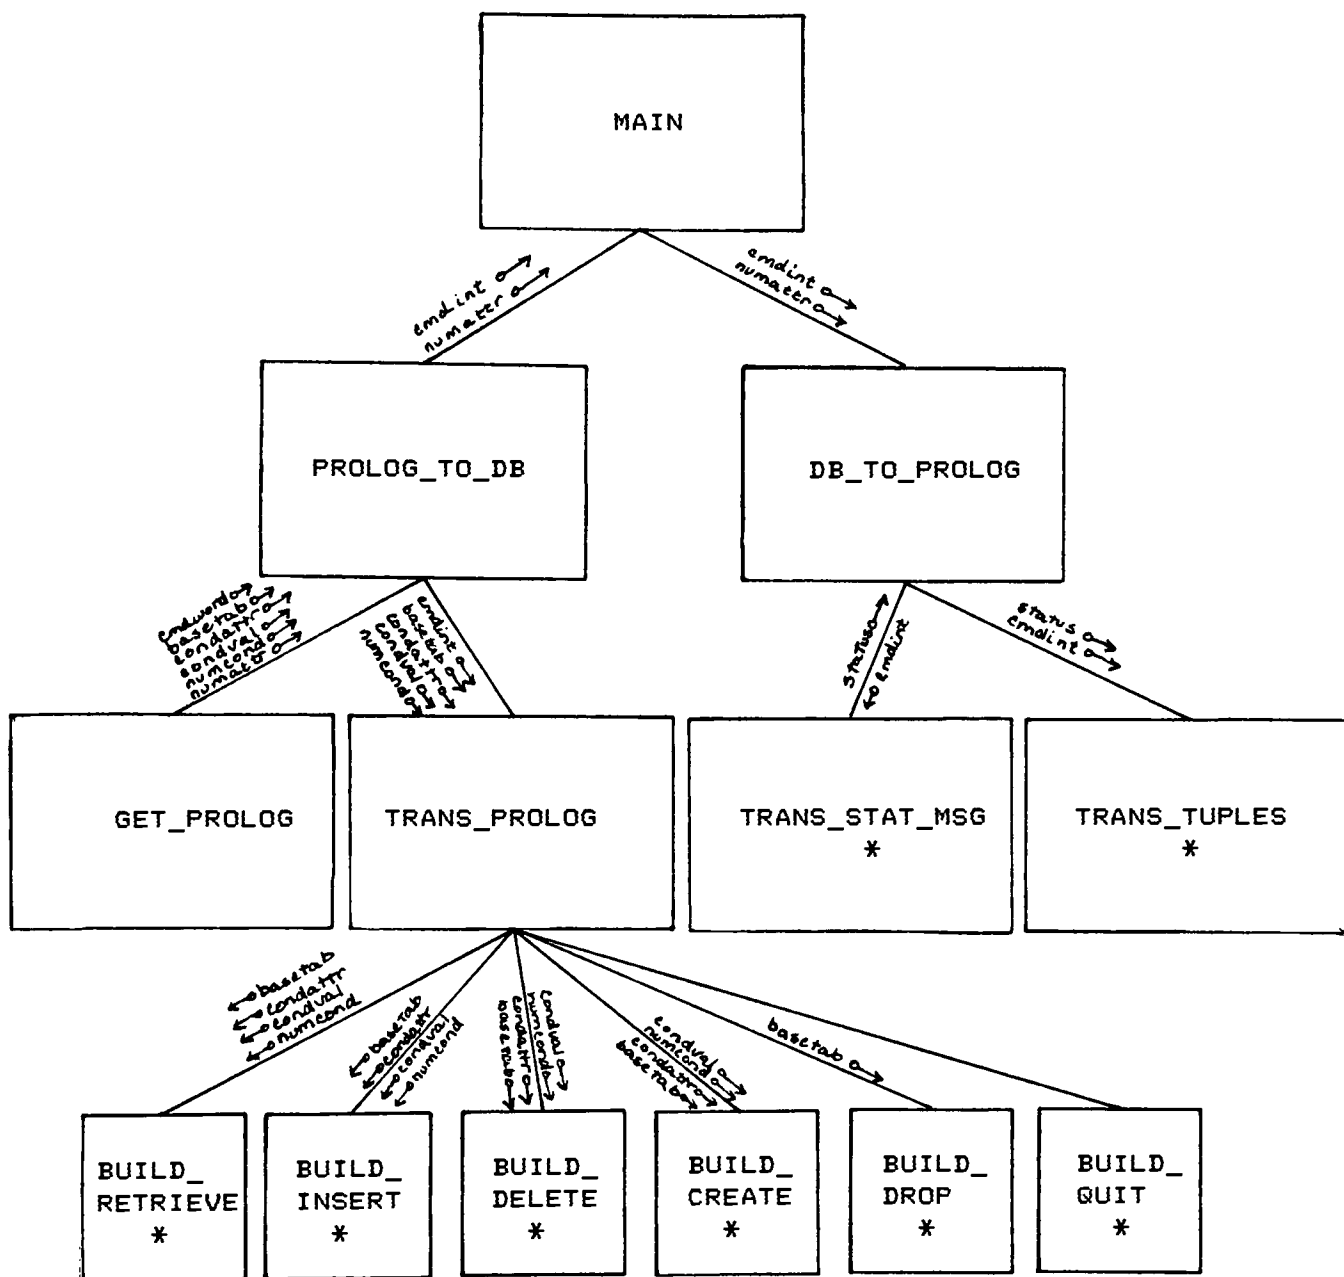 MAIN
cmdint
numattr
cmdint
numattr
PROLOG_TO_DB
DB_TO_PROLOG
cmdword
basetab
condattr
condval
numcond
numattr
cmdint
basetab
condattr
condval
numcond
status
cmdint
status
cmdint
GET_PROLOG
TRANS_PROLOG
TRANS_STAT_MSG
*
TRANS_TUPLES
*
basetab
condattr
condval
numcond
basetab
condattr
condval
numcond
condval
numcond
condattr
basetab
condval
numcond
condattr
basetab
basetab
BUILD_
RETRIEVE
*
BUILD_
INSERT
*
BUILD_
DELETE
*
BUILD_
CREATE
*
BUILD_
DROP
*
BUILD_
QUIT
*